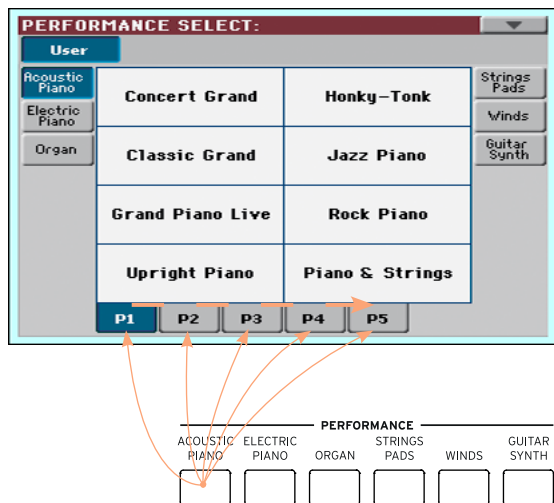 PERFORMANCE SELECT:
User
Acoustic Piano
Electric Piano
Organ
Concert Grand
Honky-Tonk
Classic Grand
Jazz Piano
Grand Piano Live
Rock Piano
Upright Piano
Piano & Strings
Strings Pads
Winds
Guitar Synth
P1 P2 P3 P4 P5
PERFORMANCE
ACOUSTIC PIANO
ELECTRIC PIANO
ORGAN
STRINGS PADS
WINDS
GUITAR SYNTH